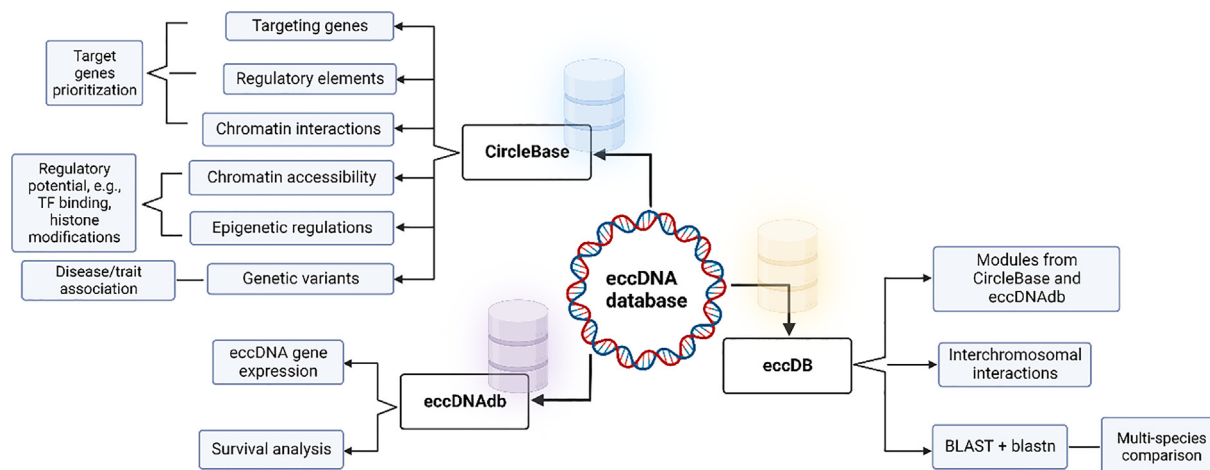 Targeting genes
Target
genes
prioritization
Regulatory elements
Chromatin interactions
CircleBase
Regulatory
potential, e.g.,
TF binding,
histone
modifications
Chromatin accessibility
Epigenetic regulations
Disease/trait
association
Genetic variants
eccDNA
database
Modules from
CircleBase and
eccDNAdb
eccDNA gene
expression
eccDNAdb
Survival analysis
eccDB
Interchromosomal
interactions
BLAST + blastn
Multi-species
comparison